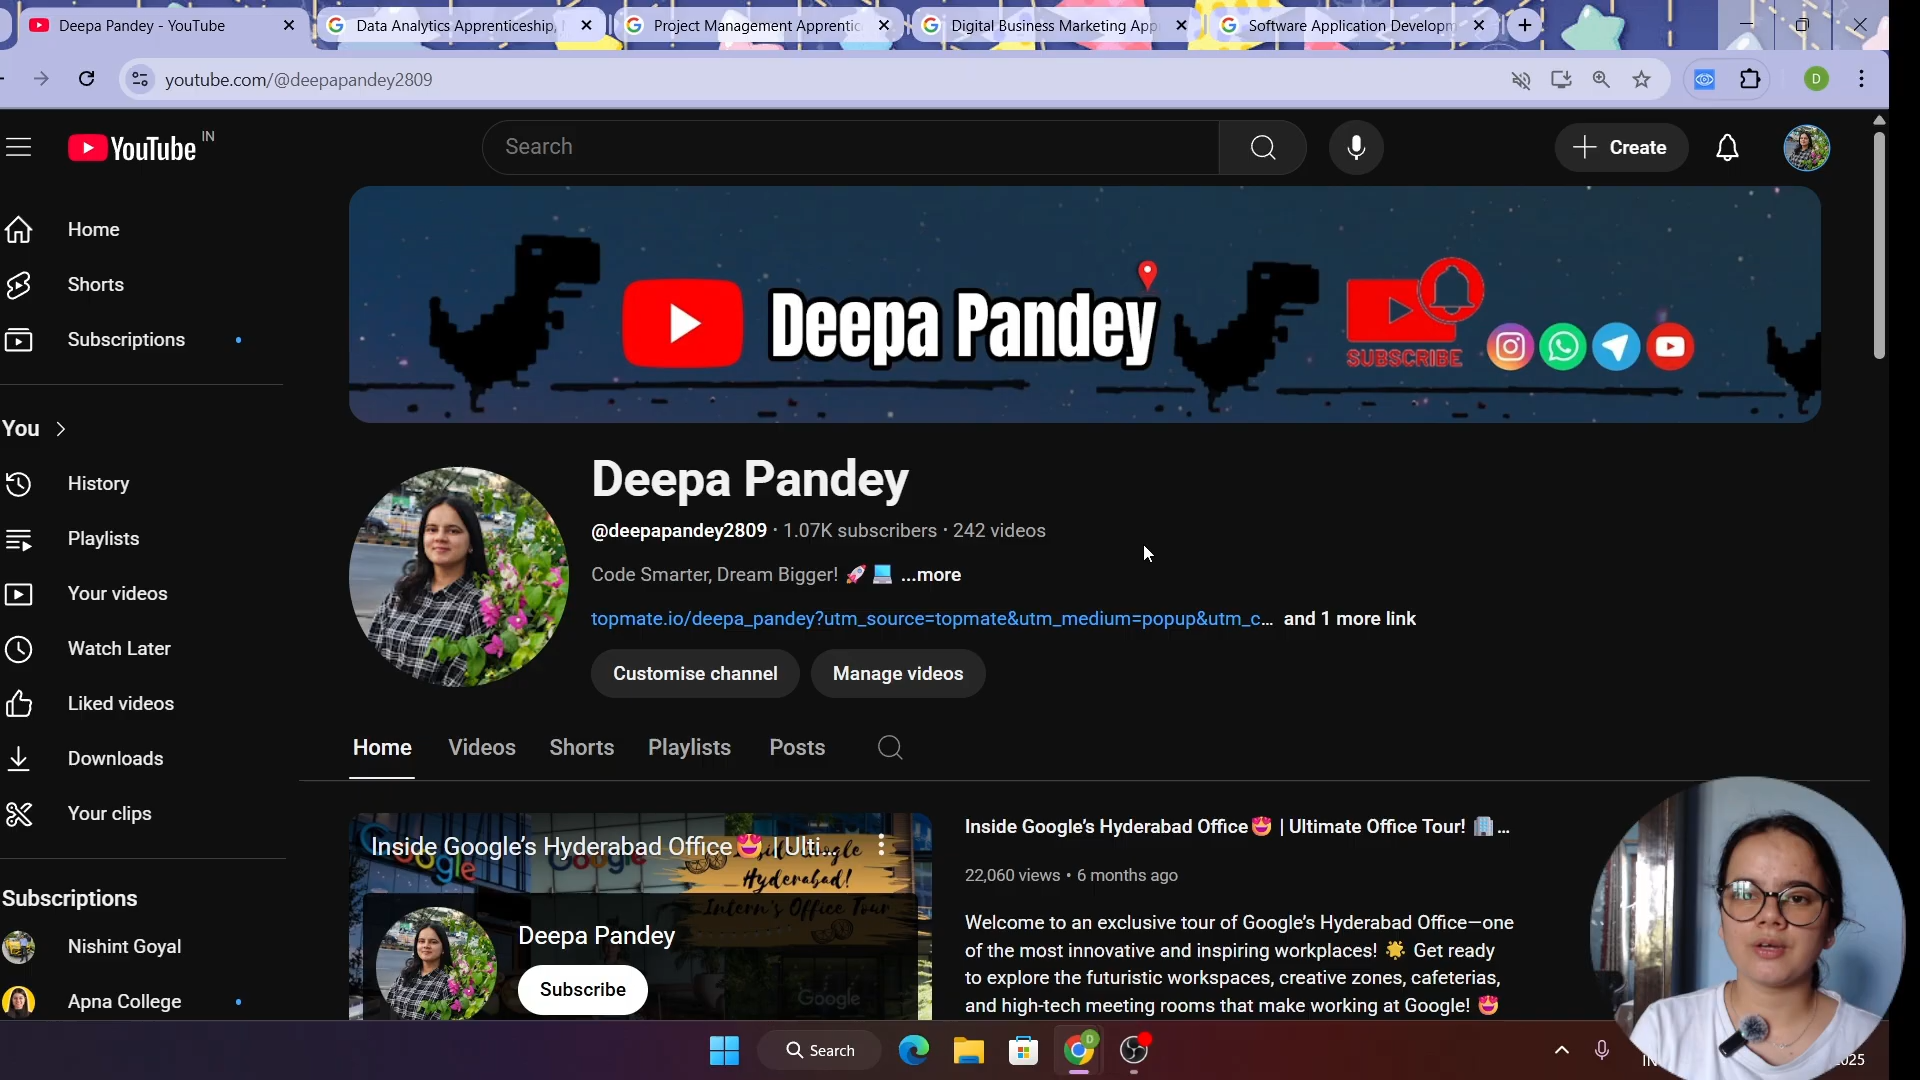 Deepa Pandey - YouTube
Data Analytics Apprenticeship,
Project Management Apprentic
Digital Business Marketing App
Software Application Developm
youtube.com/@deepapandey2809
D
YouTube IN
Search
Create
Home
Shorts
Subscriptions
You
History
Playlists
Your videos
Watch Later
Liked videos
Downloads
Your clips
Subscriptions
Nishint Goyal
Apna College
Deepa Pandey
SUBSCRIBE
Deepa Pandey
@deepapandey2809 · 1.07K subscribers · 242 videos
Code Smarter, Dream Bigger! 🚀 💻 ...more
topmate.io/deepa_pandey?utm_source=topmate&utm_medium=popup&utm_c... and 1 more link
Customise channel
Manage videos
Home
Videos
Shorts
Playlists
Posts
Inside Google's Hyderabad Office😍 | Ulti...
Hyderabad!
Intern's Office Tour
Google
Deepa Pandey
Subscribe
Inside Google's Hyderabad Office😍 | Ultimate Office Tour! 🏢...
22,060 views • 6 months ago
Welcome to an exclusive tour of Google's Hyderabad Office—one
of the most innovative and inspiring workplaces! 🌟 Get ready
to explore the futuristic workspaces, creative zones, cafeterias,
and high-tech meeting rooms that make working at Google! 😍
Search
D